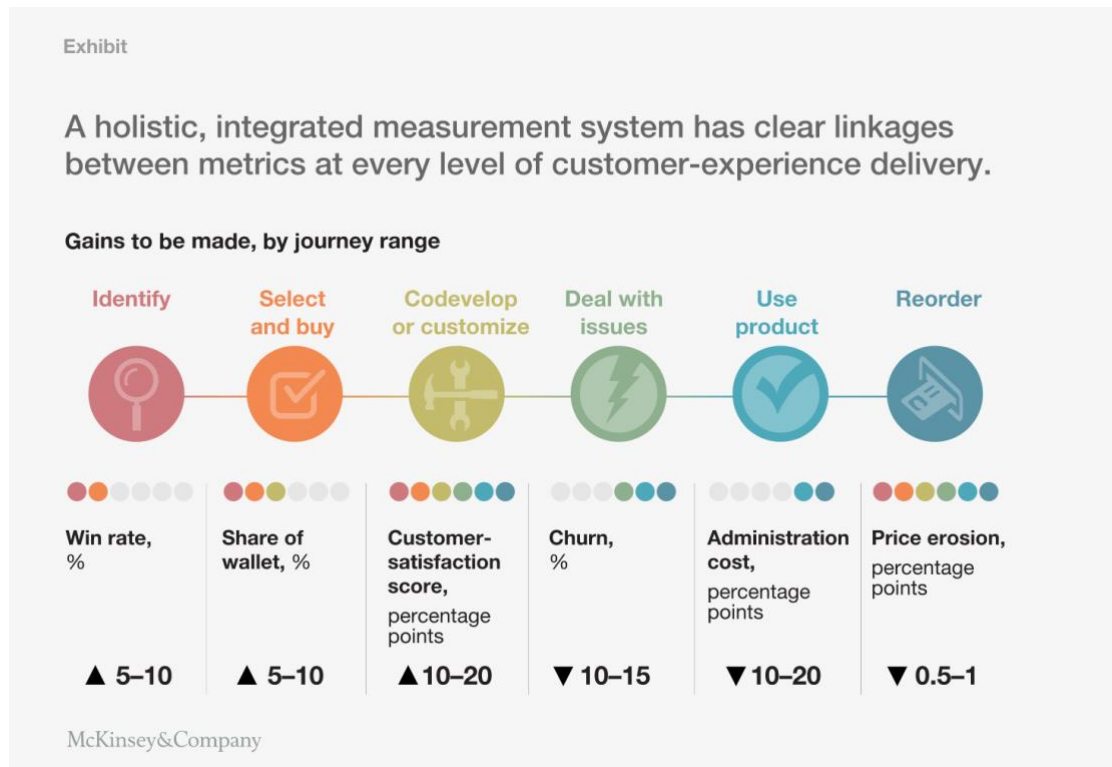 Exhibit
A holistic, integrated measurement system has clear linkages
between metrics at every level of customer-experience delivery.
Gains to be made, by journey range
Identify
Select
and buy
Codevelop
or customize
Deal with
issues
Use
product
Reorder
Win rate,
%
▲ 5–10
Share of
wallet, %
▲ 5–10
Customer-
satisfaction
score,
percentage
points
▲ 10–20
Churn,
%
▼ 10–15
Administration
cost,
percentage
points
▼ 10–20
Price erosion,
percentage
points
▼ 0.5–1
McKinsey&Company